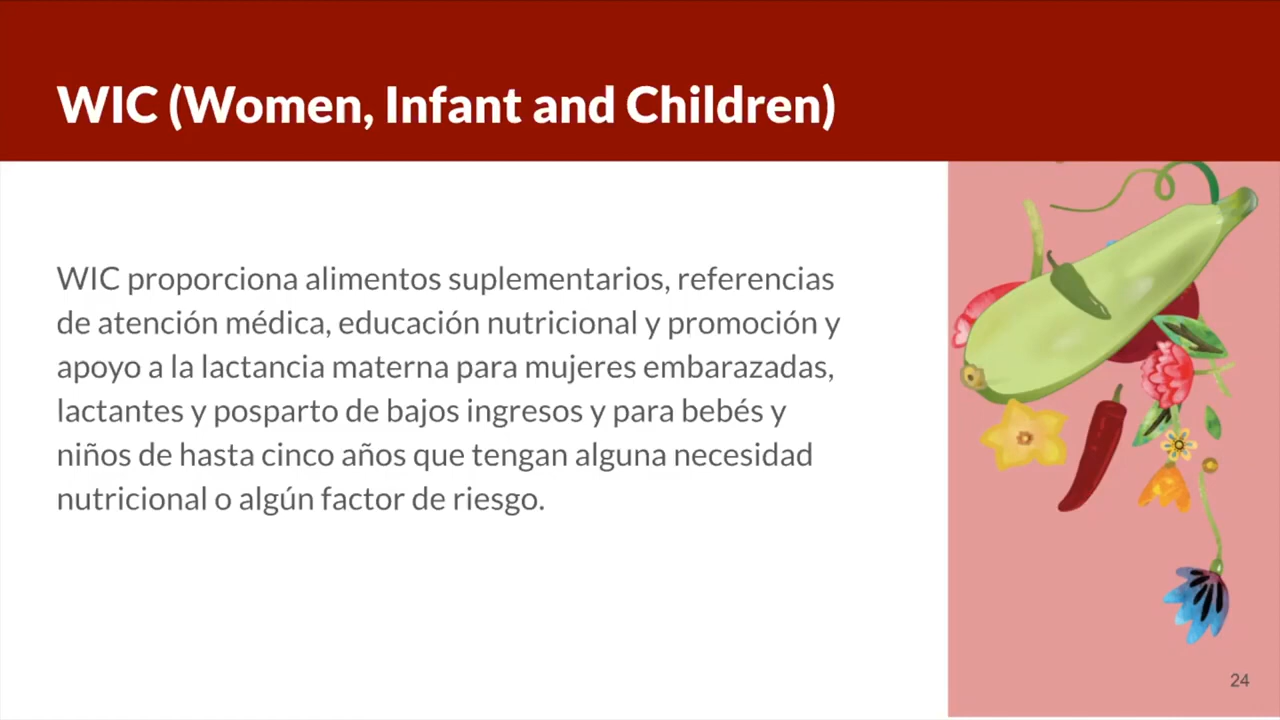 WIC (Women, Infant and Children)
WIC proporciona alimentos suplementarios, referencias
de atención médica, educación nutricional y promoción y
apoyo a la lactancia materna para mujeres embarazadas,
lactantes y posparto de bajos ingresos y para bebés y
niños de hasta cinco años que tengan alguna necesidad
nutricional o algún factor de riesgo.
24